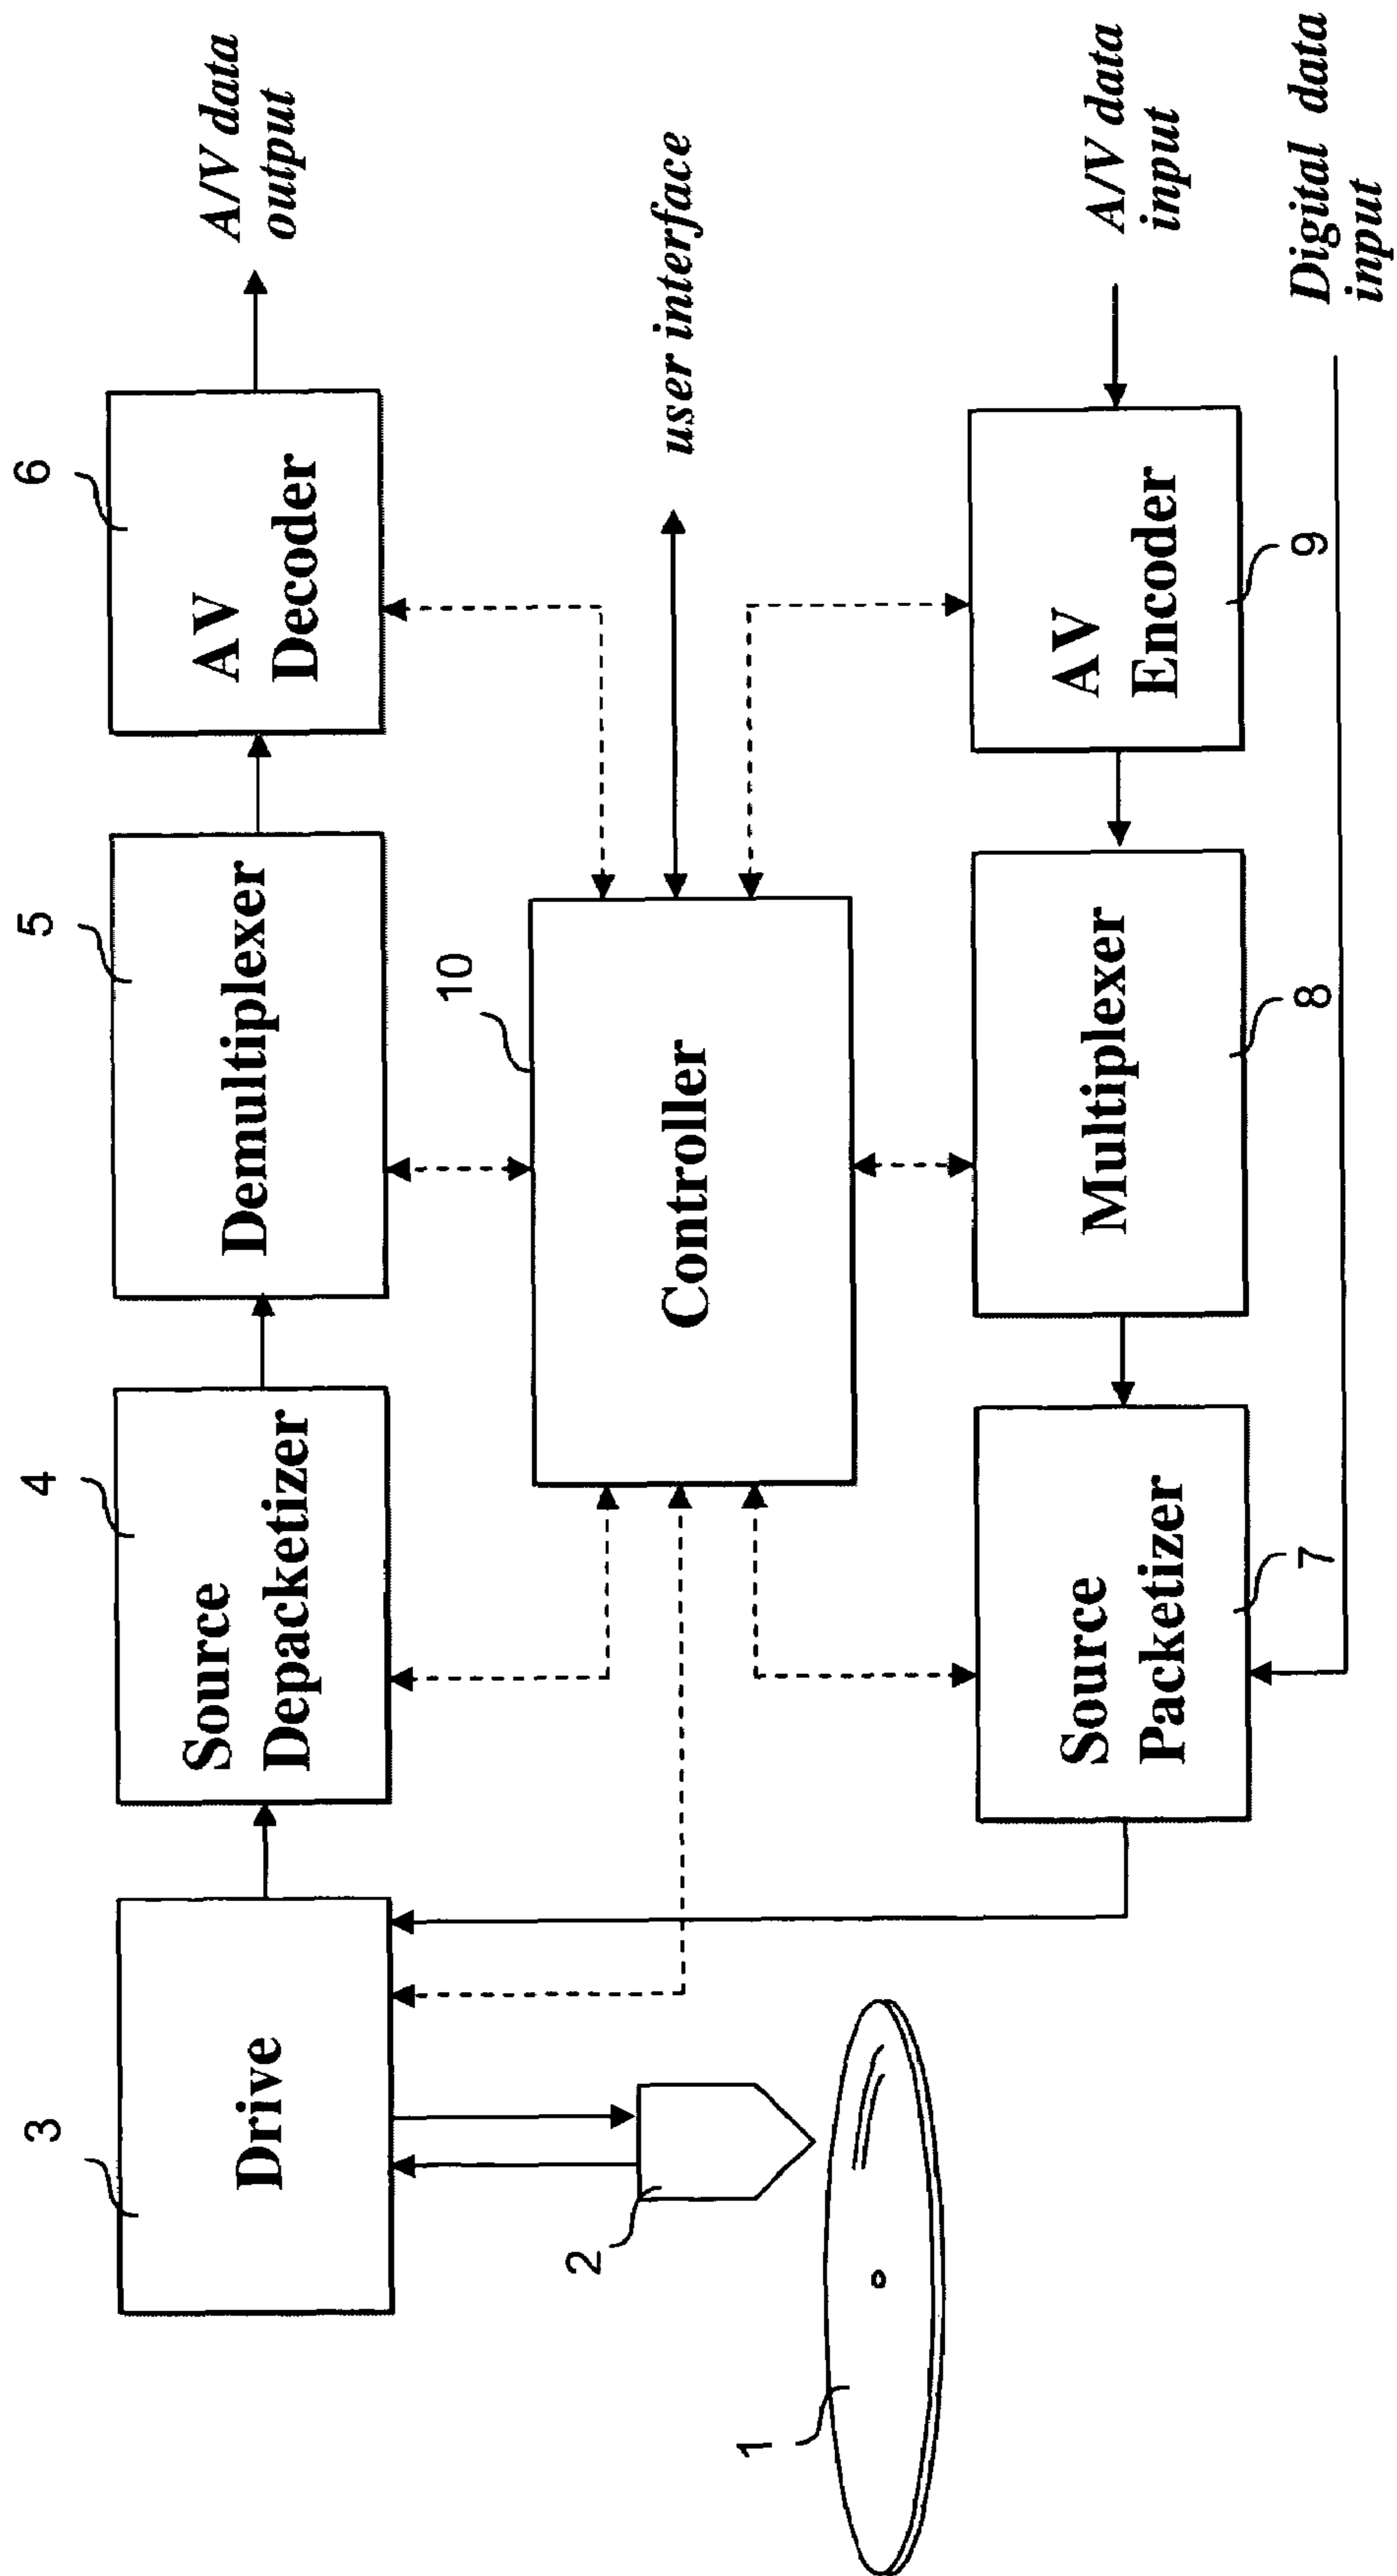 3
Drive
4
Source
Depacketizer
5
Demultiplexer
6
AV
Decoder
A/V data
output
2
1
10
Controller
user interface
Source
Packetizer
7
Multiplexer
8
AV
Encoder
9
A/V data
input
Digital data
input